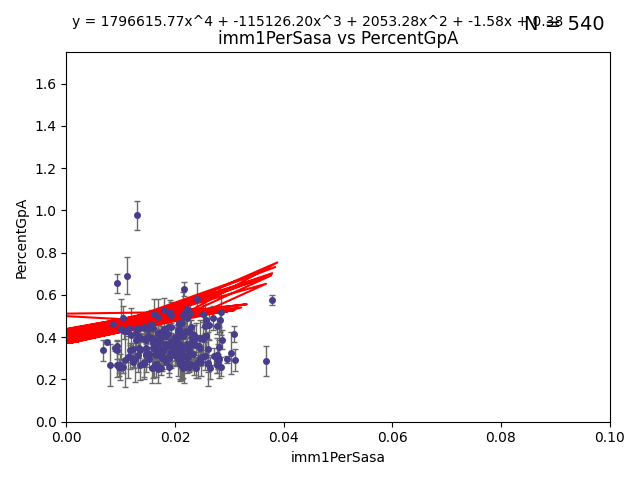 y = 1796615.77x^4 + -115126.20x^3 + 2053.28x^2 + -1.58x + 0.38
N = 540
imm1PerSasa vs PercentGpA
PercentGpA
1.6
1.4
1.2
1.0
0.8
0.6
0.4
0.2
0.0
0.00 0.02 0.04 0.06 0.08 0.10
imm1PerSasa